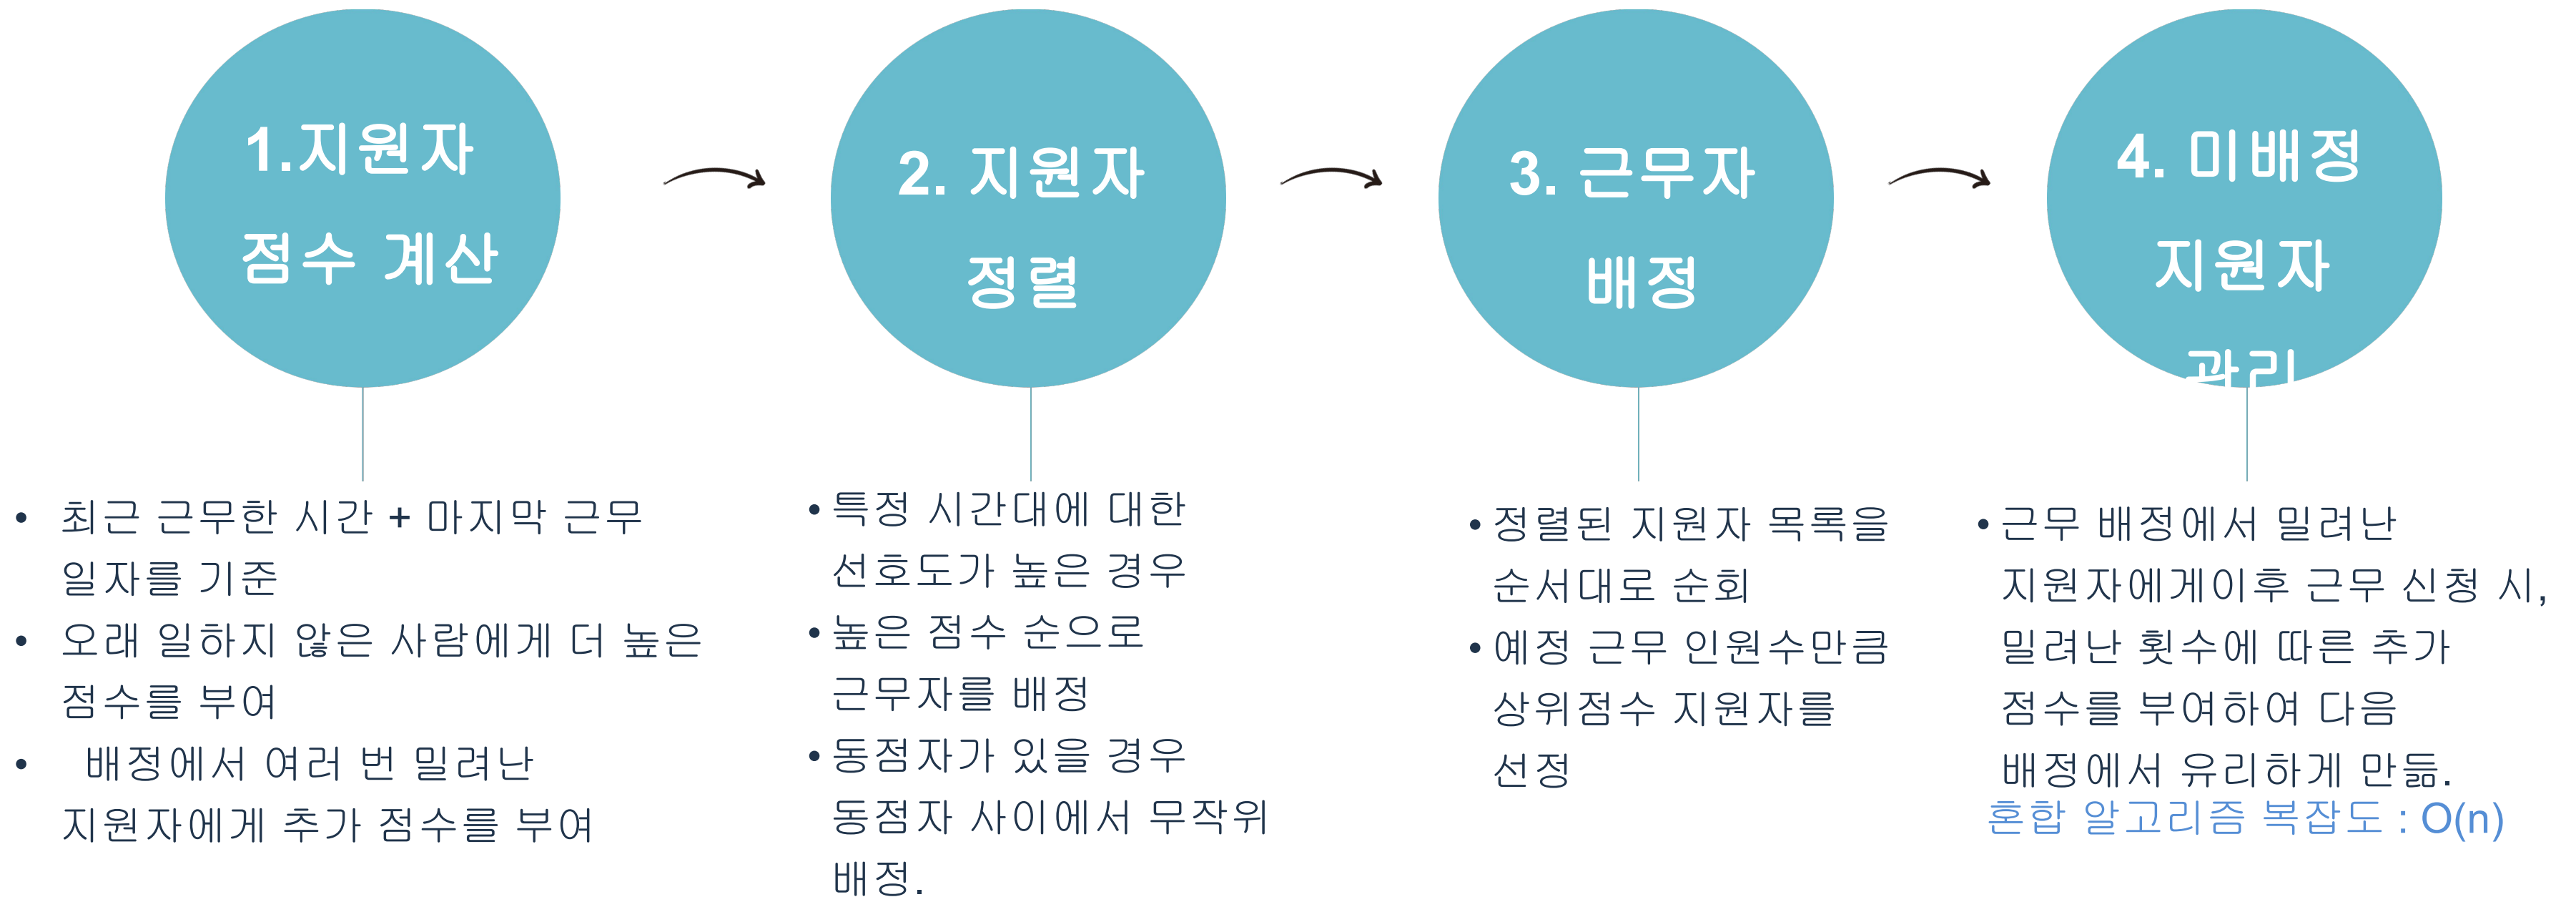 1.지원자
점수 계산
2. 지원자
정렬
3. 근무자
배정
4. 미배정
지원자
관리
• 최근 근무한 시간 + 마지막 근무
일자를 기준
• 오래 일하지 않은 사람에게 더 높은
점수를 부여
• 배정에서 여러 번 밀려난
지원자에게 추가 점수를 부여
• 특정 시간대에 대한
선호도가 높은 경우
• 높은 점수 순으로
근무자를 배정
• 동점자가 있을 경우
동점자 사이에서 무작위
배정.
• 정렬된 지원자 목록을
순서대로 순회
• 예정 근무 인원수만큼
상위점수 지원자를
선정
• 근무 배정에서 밀려난
지원자에게이후 근무 신청 시,
밀려난 횟수에 따른 추가
점수를 부여하여 다음
배정에서 유리하게 만듦.
혼합 알고리즘 복잡도 : O(n)